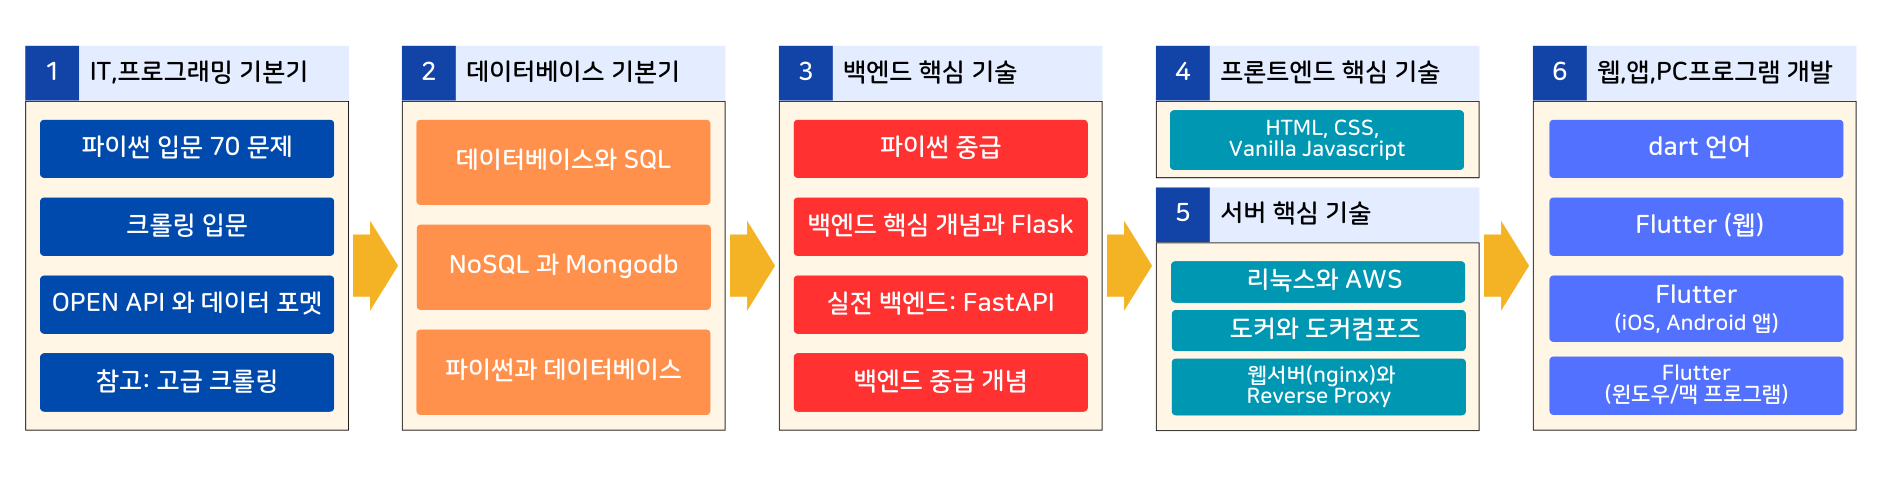 1 IT,프로그래밍 기본기
파이썬 입문 70 문제
크롤링 입문
OPEN API 와 데이터 포멧
참고: 고급 크롤링
2 데이터베이스 기본기
데이터베이스와 SQL
NoSQL 과 Mongodb
파이썬과 데이터베이스
3 백엔드 핵심 기술
파이썬 중급
백엔드 핵심 개념과 Flask
실전 백엔드: FastAPI
백엔드 중급 개념
4 프론트엔드 핵심 기술
HTML, CSS,
Vanilla Javascript
5 서버 핵심 기술
리눅스와 AWS
도커와 도커컴포즈
웹서버(nginx)와
Reverse Proxy
6 웹,앱,PC프로그램 개발
dart 언어
Flutter (웹)
Flutter
(iOS, Android 앱)
Flutter
(윈도우/맥 프로그램)